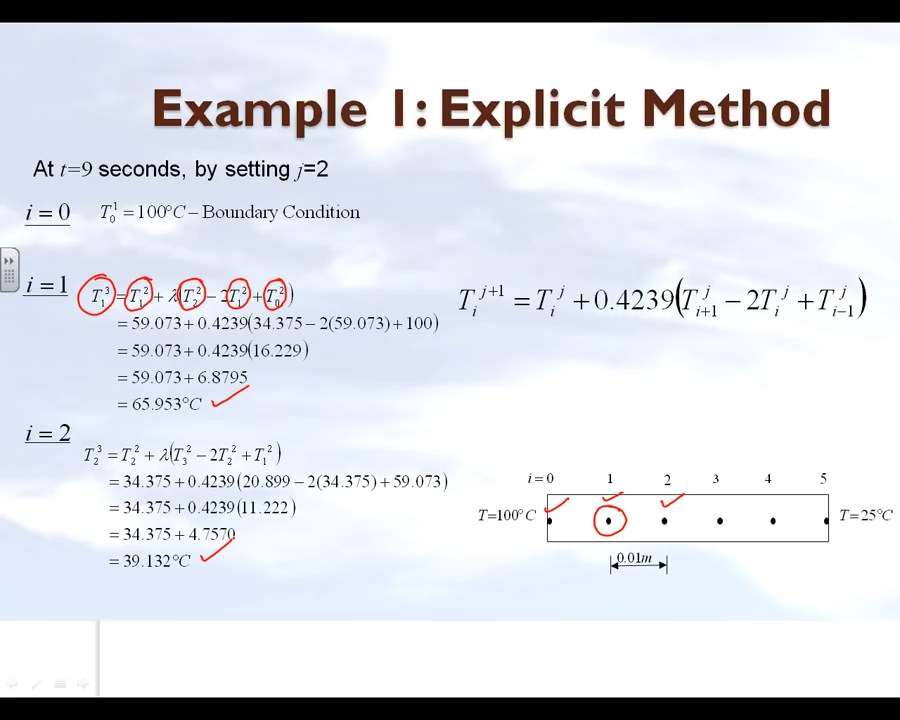 Example 1: Explicit Method
At t=9 seconds, by setting j=2
i = 0 T_0^1 = 100°C − Boundary Condition
i = 1 T_1^3 = T_1^2 + λ(T_2^2 − 2T_1^2 + T_0^2)
= 59.073 + 0.4239(34.375 − 2(59.073) + 100)
= 59.073 + 0.4239(16.229)
= 59.073 + 6.8795
= 65.953°C
T_i^{j+1} = T_i^j + 0.4239(T_{i+1}^j − 2T_i^j + T_{i−1}^j)
i = 2
T_2^3 = T_2^2 + λ(T_3^2 − 2T_2^2 + T_1^2)
= 34.375 + 0.4239(20.899 − 2(34.375) + 59.073)
= 34.375 + 0.4239(11.222)
= 34.375 + 4.7570
= 39.132°C
i = 0 1 2 3 4 5
T=100°C T=25°C
0.01m